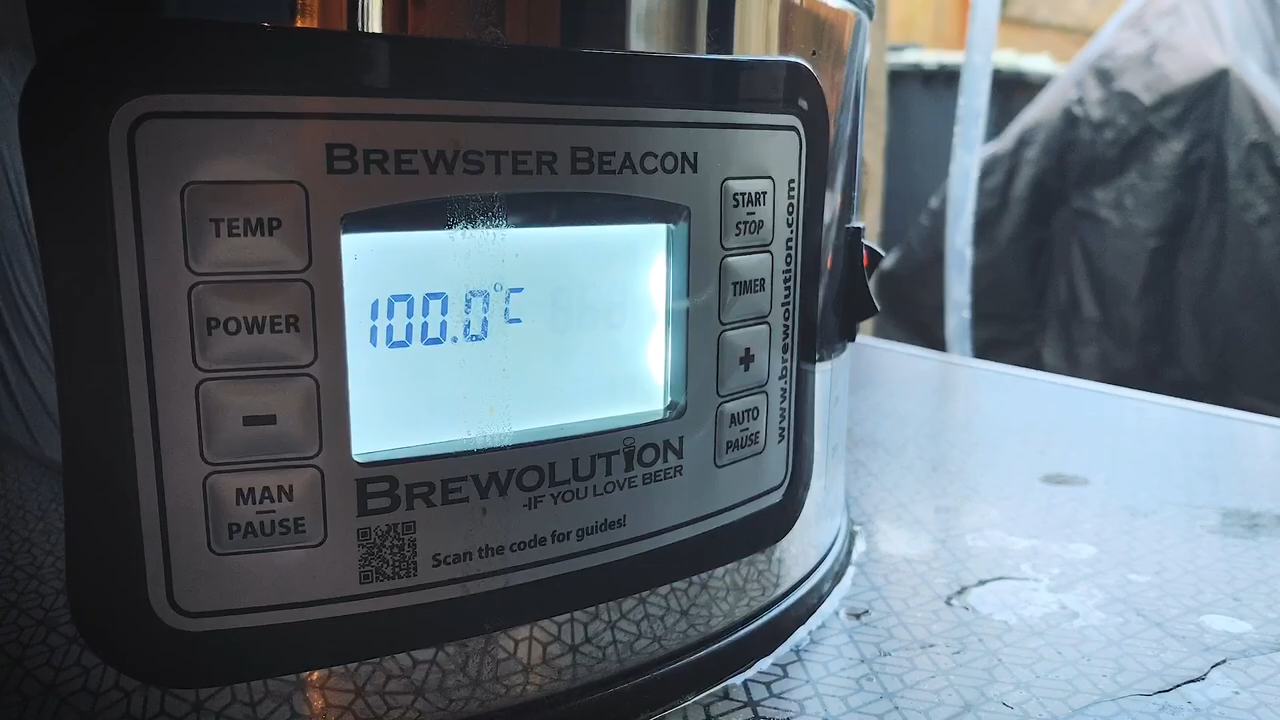 BREWSTER BEACON
TEMP
POWER
-
MAN
PAUSE
100.0°C
START
STOP
TIMER
+
AUTO
PAUSE
www.brewolution.com
BREWOLUTiON
-IF YOU LOVE BEER
Scan the code for guides!